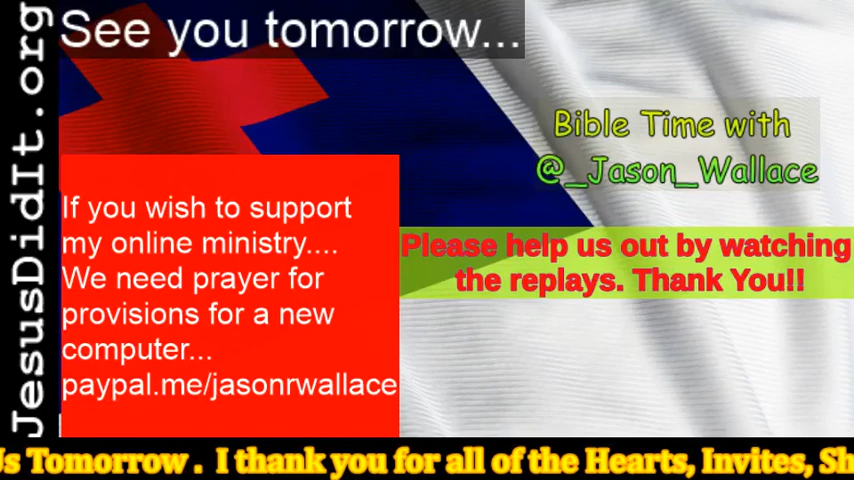 See you tomorrow...
JesusDidIt.org
Bible Time with
@_Jason_Wallace
If you wish to support
my online ministry....
We need prayer for
provisions for a new
computer...
paypal.me/jasonrwallace
Please help us out by watching
the replays. Thank You!!
Us Tomorrow . I thank you for all of the Hearts, Invites, Sh